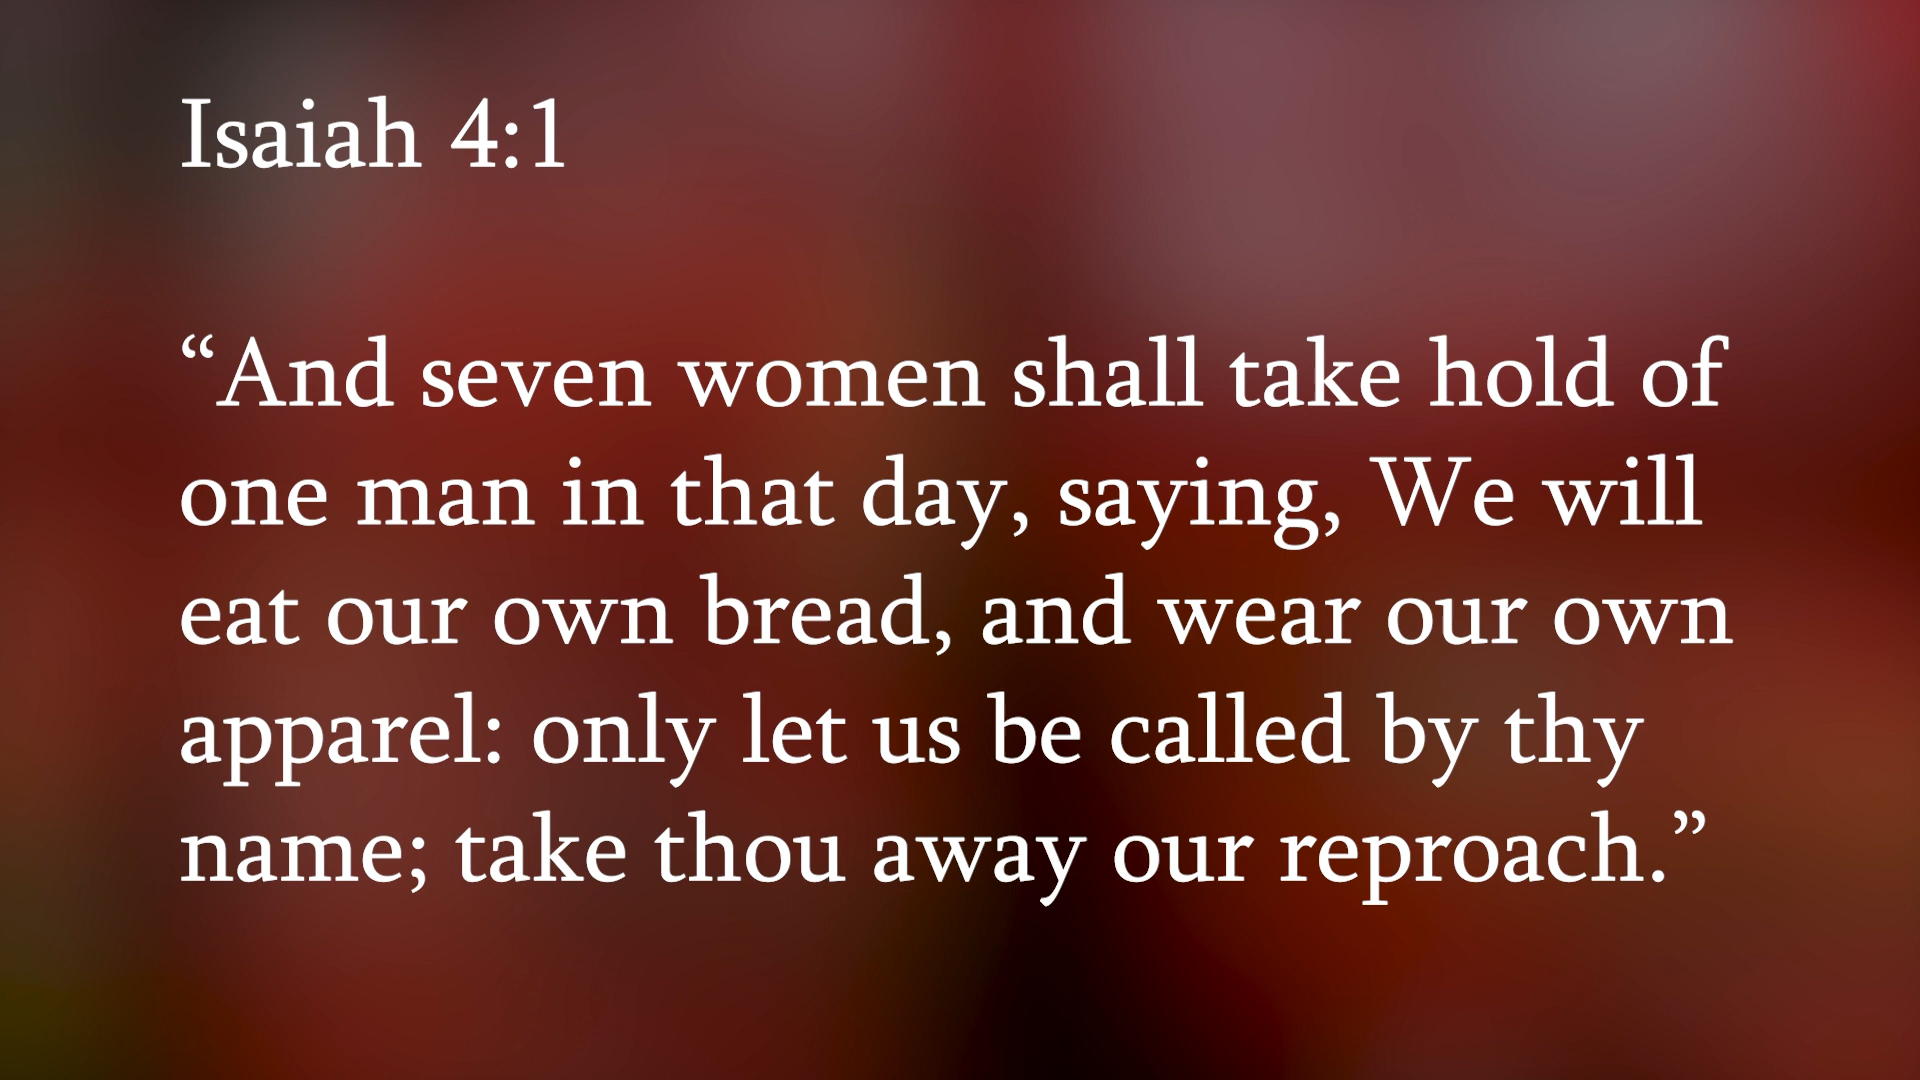 Isaiah 4:1
“And seven women shall take hold of
one man in that day, saying, We will
eat our own bread, and wear our own
apparel: only let us be called by thy
name; take thou away our reproach.”